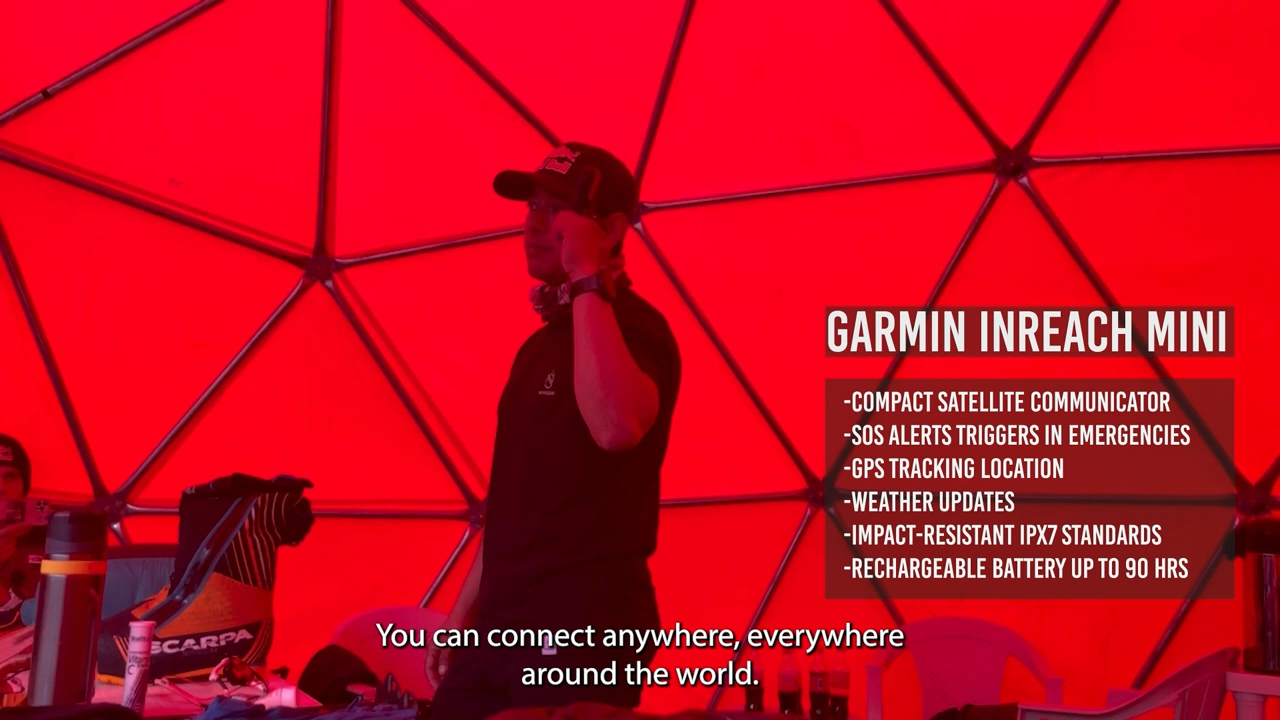 GARMIN INREACH MINI
-COMPACT SATELLITE COMMUNICATOR
-SOS ALERTS TRIGGERS IN EMERGENCIES
-GPS TRACKING LOCATION
-WEATHER UPDATES
-IMPACT-RESISTANT IPX7 STANDARDS
-RECHARGEABLE BATTERY UP TO 90 HRS
SCARPA
You can connect anywhere, everywhere
around the world.